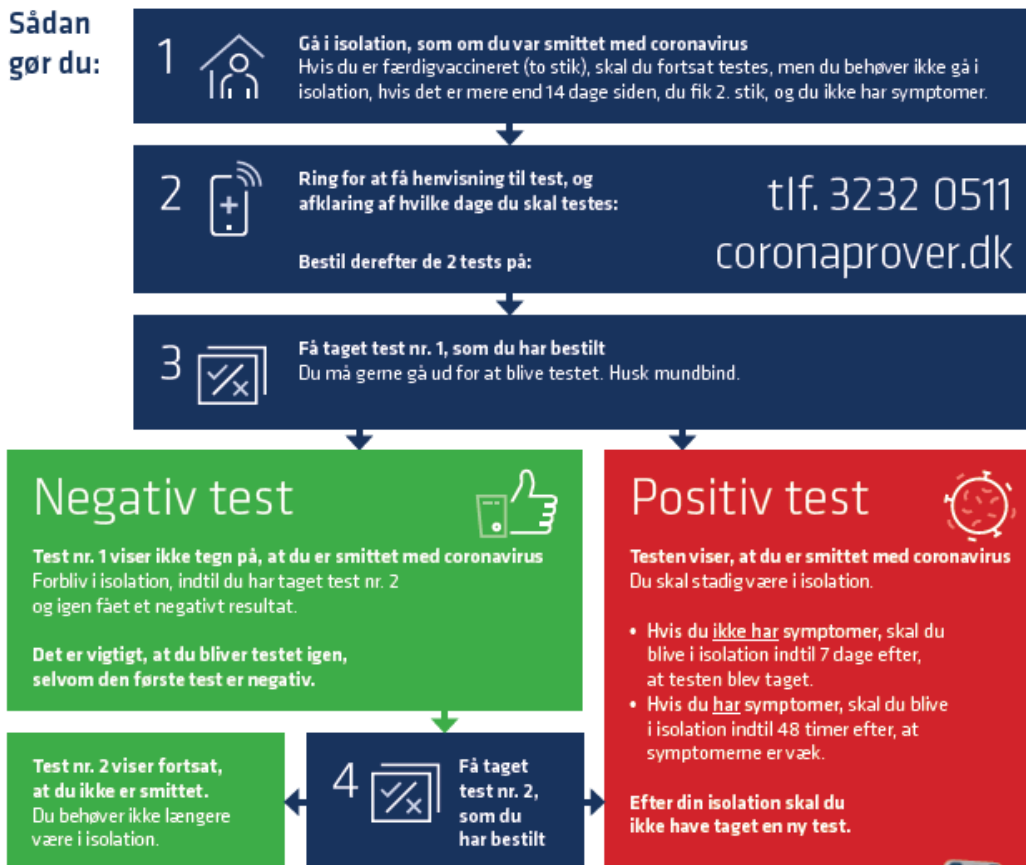 Sådan
gør du:
1
Gå i isolation, som om du var smittet med coronavirus
Hvis du er færdigvaccineret (to stik), skal du fortsat testes, men du behøver ikke gå i
isolation, hvis det er mere end 14 dage siden, du fik 2. stik, og du ikke har symptomer.
2
Ring for at få henvisning til test, og
afklaring af hvilke dage du skal testes:
tlf. 3232 0511
Bestil derefter de 2 tests på:
coronaprover.dk
3
Få taget test nr. 1, som du har bestilt
Du må gerne gå ud for at blive testet. Husk mundbind.
Negativ test
Test nr. 1 viser ikke tegn på, at du er smittet med coronavirus
Forbliv i isolation, indtil du har taget test nr. 2
og igen fået et negativt resultat.
Det er vigtigt, at du bliver testet igen,
selvom den første test er negativ.
Positiv test
Testen viser, at du er smittet med coronavirus
Du skal stadig være i isolation.
• Hvis du ikke har symptomer, skal du
blive i isolation indtil 7 dage efter,
at testen blev taget.
• Hvis du har symptomer, skal du blive
i isolation indtil 48 timer efter, at
symptomerne er væk.
Efter din isolation skal du
ikke have taget en ny test.
Test nr. 2 viser fortsat,
at du ikke er smittet.
Du behøver ikke længere
være i isolation.
4
Få taget
test nr. 2,
som du
har bestilt